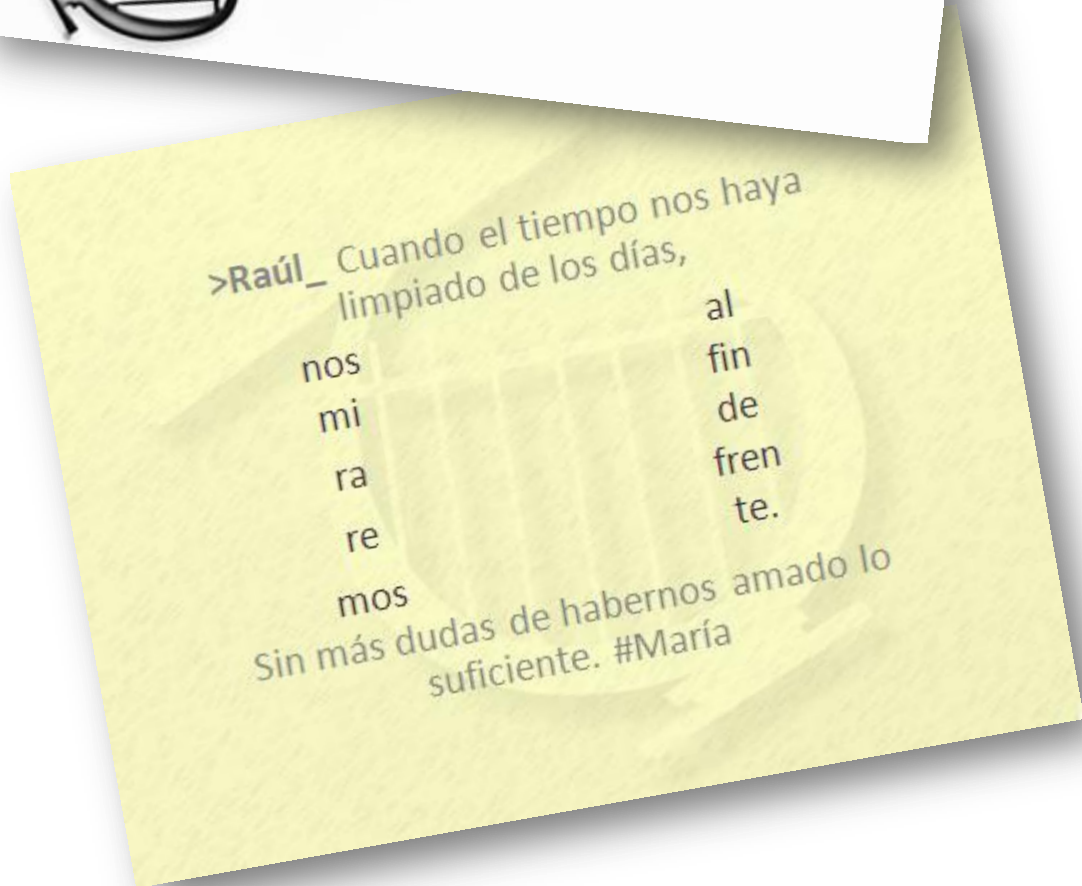 >Raúl_ Cuando el tiempo nos haya
limpiado de los días,
nos
mi
ra
re
mos
al
fin
de
fren
te.
Sin más dudas de habernos amado lo
suficiente. #María